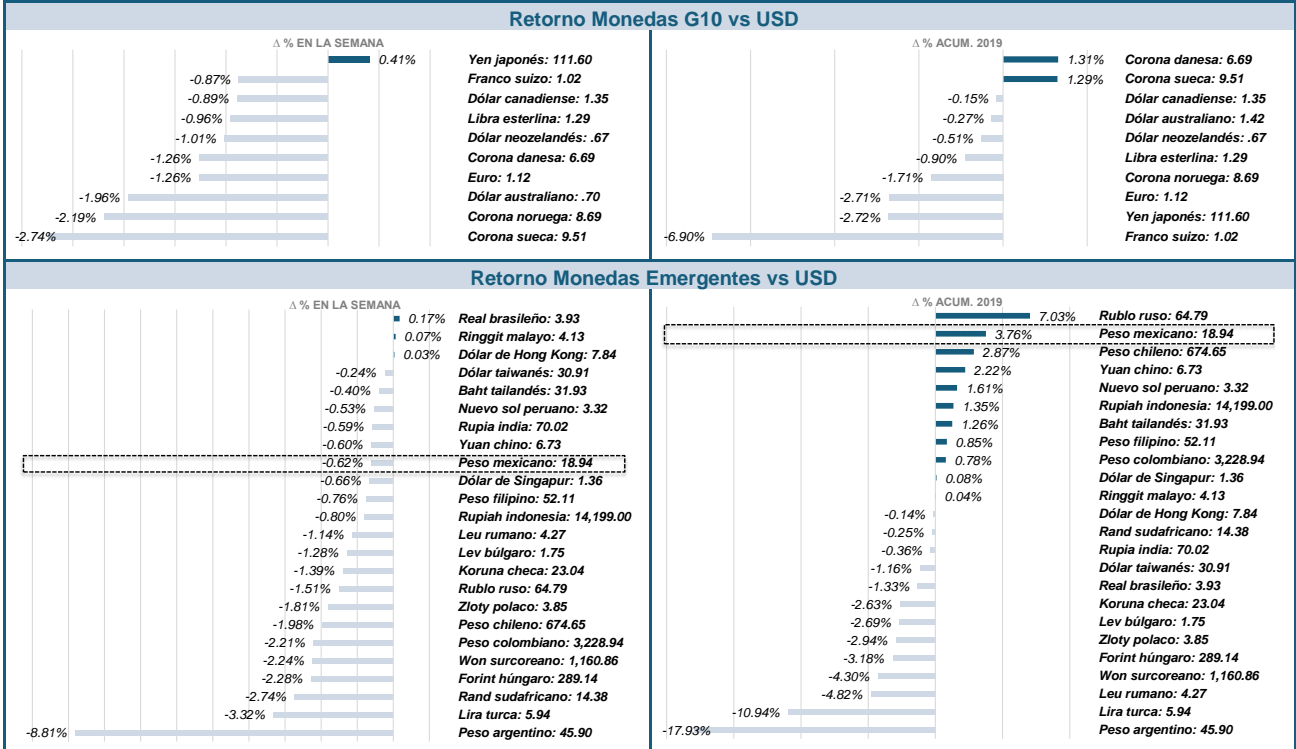 Retorno Monedas G10 vs USD
Δ % EN LA SEMANA
0.41% Yen japonés: 111.60
-0.87% Franco suizo: 1.02
-0.89% Dólar canadiense: 1.35
-0.96% Libra esterlina: 1.29
-1.01% Dólar neozelandés: .67
-1.26% Corona danesa: 6.69
-1.26% Euro: 1.12
-1.96% Dólar australiano: .70
-2.19% Corona noruega: 8.69
-2.74% Corona sueca: 9.51
Δ % ACUM. 2019
1.31% Corona danesa: 6.69
1.29% Corona sueca: 9.51
-0.15% Dólar canadiense: 1.35
-0.27% Dólar australiano: 1.42
-0.51% Dólar neozelandés: .67
-0.90% Libra esterlina: 1.29
-1.71% Corona noruega: 8.69
-2.71% Euro: 1.12
-2.72% Yen japonés: 111.60
-6.90% Franco suizo: 1.02
Retorno Monedas Emergentes vs USD
Δ % EN LA SEMANA
0.17% Real brasileño: 3.93
0.07% Ringgit malayo: 4.13
0.03% Dólar de Hong Kong: 7.84
-0.24% Dólar taiwanés: 30.91
-0.40% Baht tailandés: 31.93
-0.53% Nuevo sol peruano: 3.32
-0.59% Rupia india: 70.02
-0.60% Yuan chino: 6.73
-0.62% Peso mexicano: 18.94
-0.66% Dólar de Singapur: 1.36
-0.76% Peso filipino: 52.11
-0.80% Rupiah indonesia: 14,199.00
-1.14% Leu rumano: 4.27
-1.28% Lev búlgaro: 1.75
-1.39% Koruna checa: 23.04
-1.51% Rublo ruso: 64.79
-1.81% Zloty polaco: 3.85
-1.98% Peso chileno: 674.65
-2.21% Peso colombiano: 3,228.94
-2.24% Won surcoreano: 1,160.86
-2.28% Forint húngaro: 289.14
-2.74% Rand sudafricano: 14.38
-3.32% Lira turca: 5.94
-8.81% Peso argentino: 45.90
Δ % ACUM. 2019
7.03% Rublo ruso: 64.79
3.76% Peso mexicano: 18.94
2.87% Peso chileno: 674.65
2.22% Yuan chino: 6.73
1.61% Nuevo sol peruano: 3.32
1.35% Rupiah indonesia: 14,199.00
1.26% Baht tailandés: 31.93
0.85% Peso filipino: 52.11
0.78% Peso colombiano: 3,228.94
0.08% Dólar de Singapur: 1.36
0.04% Ringgit malayo: 4.13
-0.14% Dólar de Hong Kong: 7.84
-0.25% Rand sudafricano: 14.38
-0.36% Rupia india: 70.02
-1.16% Dólar taiwanés: 30.91
-1.33% Real brasileño: 3.93
-2.63% Koruna checa: 23.04
-2.69% Lev búlgaro: 1.75
-2.94% Zloty polaco: 3.85
-3.18% Forint húngaro: 289.14
-4.30% Won surcoreano: 1,160.86
-4.82% Leu rumano: 4.27
-10.94% Lira turca: 5.94
-17.93% Peso argentino: 45.90